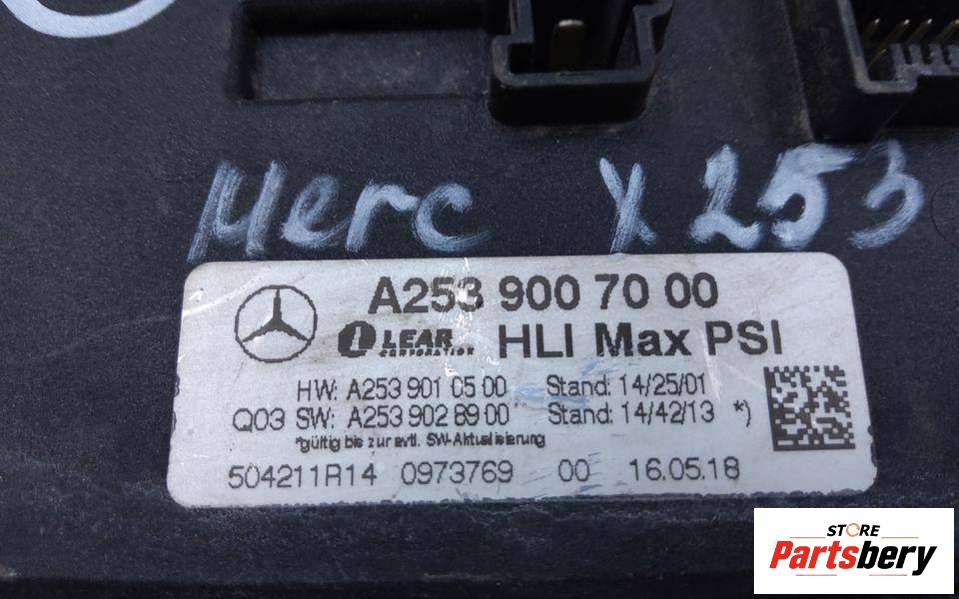 Merc X253
A253 900 70 00
LEAR CORPORATION HLI Max PSI
HW: A253 901 05 00 Stand: 14/25/01
Q03 SW: A253 902 89 00 Stand: 14/42/13 *)
*gültig bis zur evtl. SW-Aktualisierung
504211R14 0973769 00 16.05.18
STORE
Partsbery